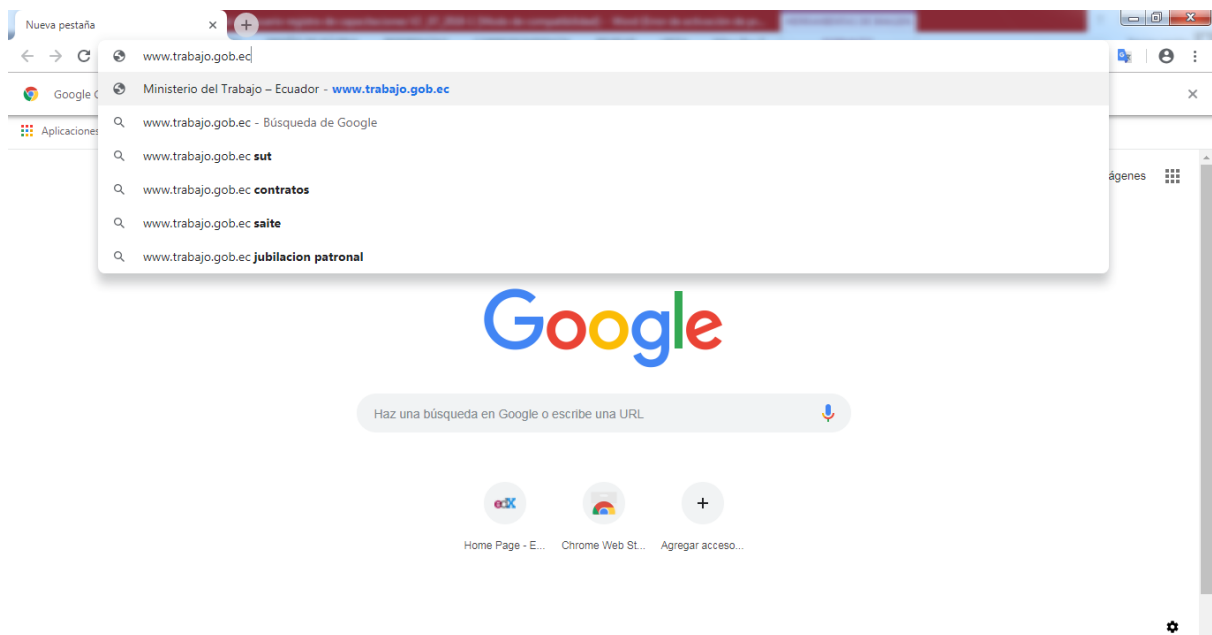 Nueva pestaña
www.trabajo.gob.ec
Ministerio del Trabajo – Ecuador - www.trabajo.gob.ec
Google
www.trabajo.gob.ec - Búsqueda de Google
Aplicaciones
www.trabajo.gob.ec sut
ágenes
www.trabajo.gob.ec contratos
www.trabajo.gob.ec saite
www.trabajo.gob.ec jubilacion patronal
Google
Haz una búsqueda en Google o escribe una URL
edX
Home Page - E... Chrome Web St... Agregar acceso...